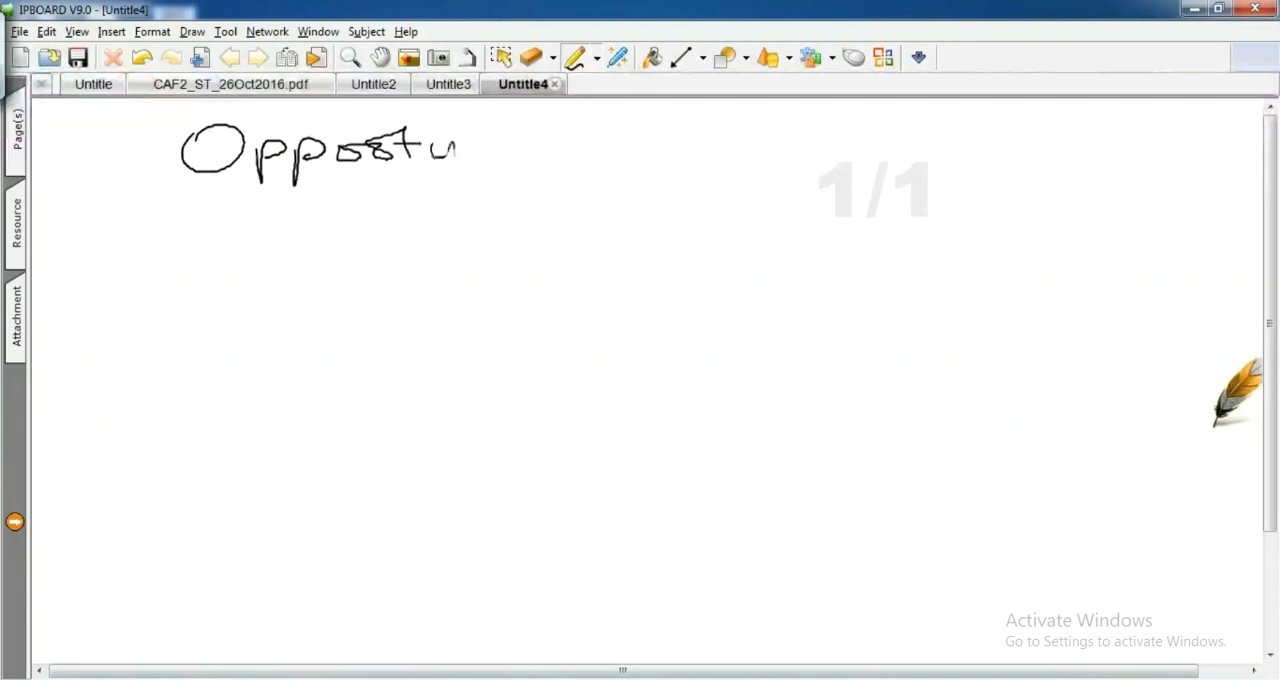 IPBOARD V9.0 - [Untitle4]
File Edit View Insert Format Draw Tool Network Window Subject Help
Untitle CAF2_ST_26Oct2016.pdf Untitle2 Untitle3 Untitle4
Page(s)
Resource
Attachment
Opportu
1/1
Activate Windows
Go to Settings to activate Windows.